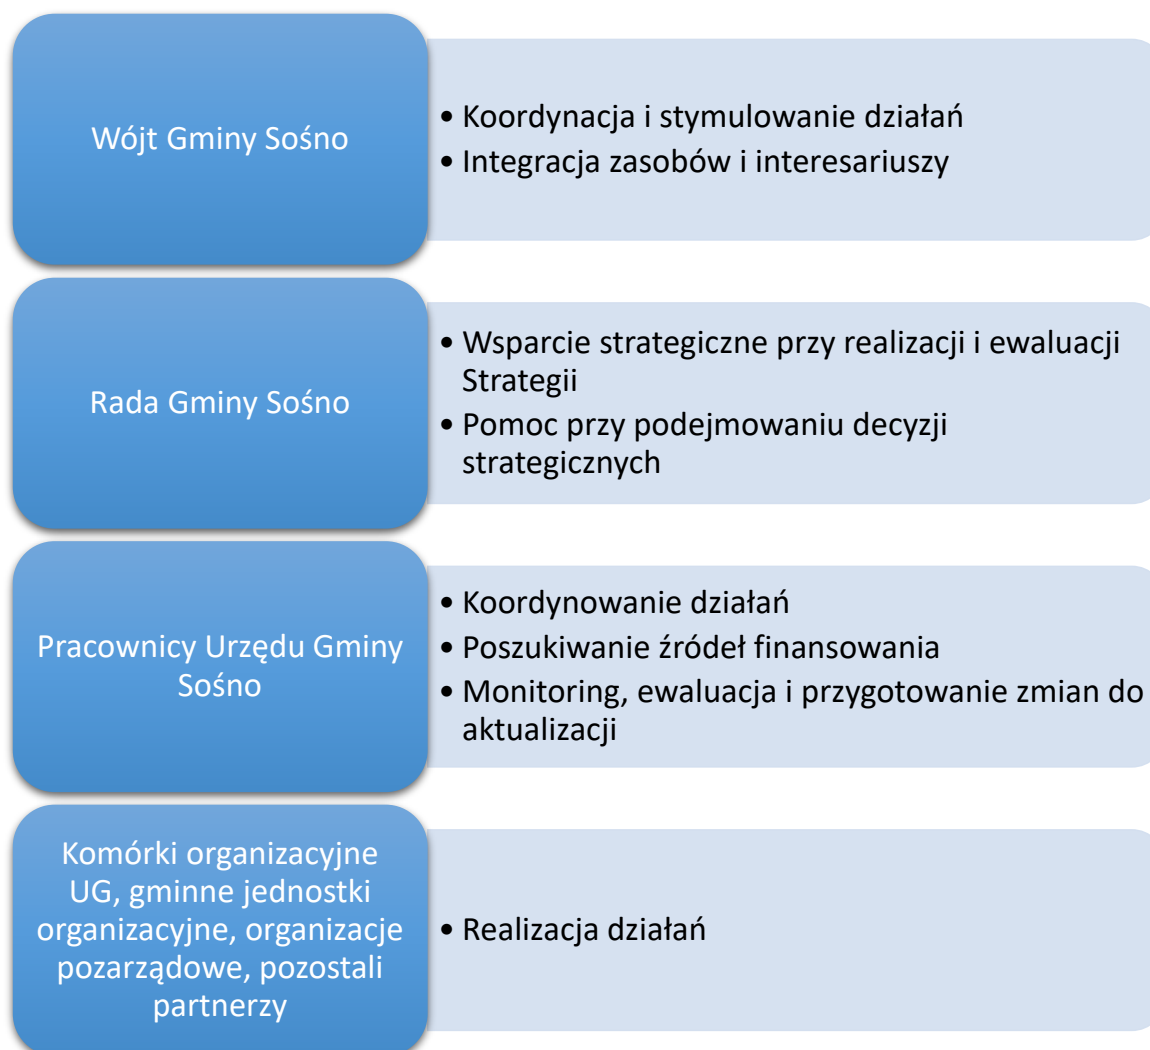 Wójt Gminy Sośno
• Koordynacja i stymulowanie działań
• Integracja zasobów i interesariuszy
Rada Gminy Sośno
• Wsparcie strategiczne przy realizacji i ewaluacji
Strategii
• Pomoc przy podejmowaniu decyzji
strategicznych
Pracownicy Urzędu Gminy
Sośno
• Koordynowanie działań
• Poszukiwanie źródeł finansowania
• Monitoring, ewaluacja i przygotowanie zmian do
aktualizacji
Komórki organizacyjne
UG, gminne jednostki
organizacyjne, organizacje
pozarządowe, pozostali
partnerzy
• Realizacja działań